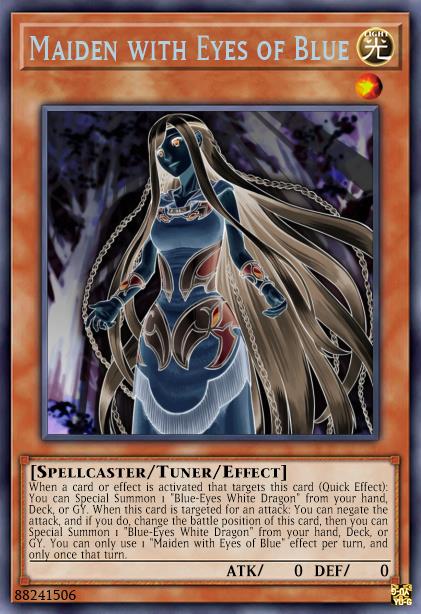 MAIDEN WITH EYES OF BLUE
LIGHT
光
[SPELLCASTER/TUNER/EFFECT]
When a card or effect is activated that targets this card (Quick Effect):
You can Special Summon 1 "Blue-Eyes White Dragon" from your hand,
Deck, or GY. When this card is targeted for an attack: You can negate
the attack, and if you do, change the battle position of this card, then you can
Special Summon 1 "Blue-Eyes White Dragon" from your hand, Deck,
or GY. You can only use 1 "Maiden with Eyes of Blue" effect per turn, and
only once that turn.
ATK/ 0 DEF/ 0
88241506